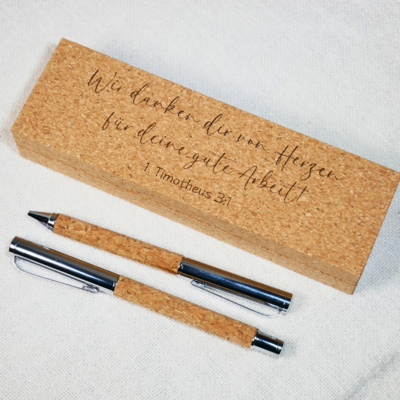 Wir danken dir von Herzen
für deine gute Arbeit!
1. Timotheus 3:1